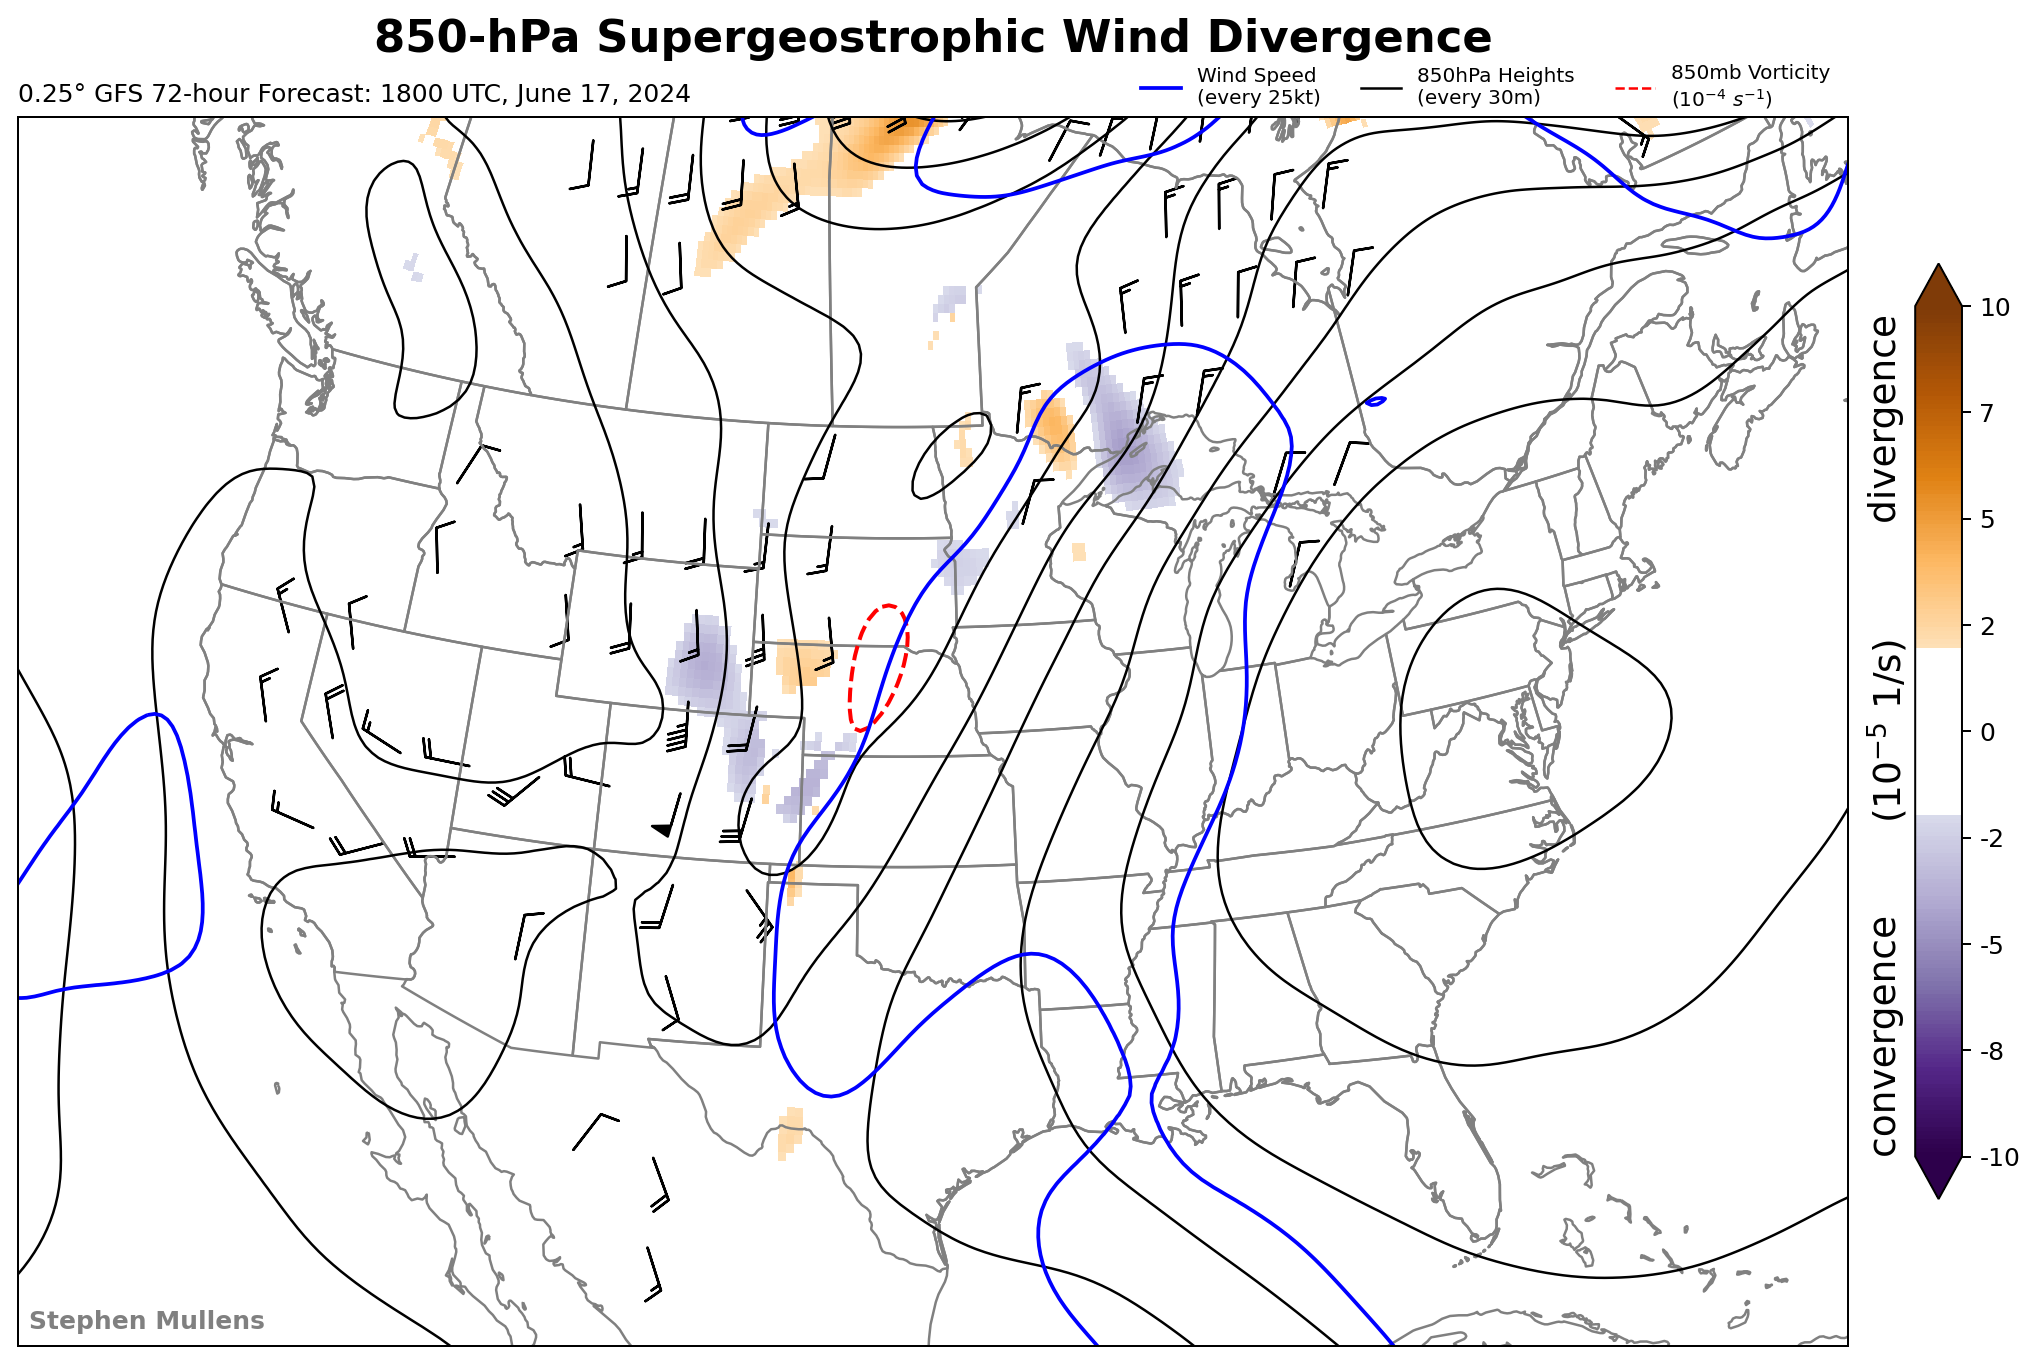 850-hPa Supergeostrophic Wind Divergence
0.25° GFS 72-hour Forecast: 1800 UTC, June 17, 2024
Wind Speed
(every 25kt)
850hPa Heights
(every 30m)
850mb Vorticity
(10⁻⁴ s⁻¹)
10
7
5
2
0
-2
-5
-8
-10
convergence (10⁻⁵ 1/s) divergence
Stephen Mullens